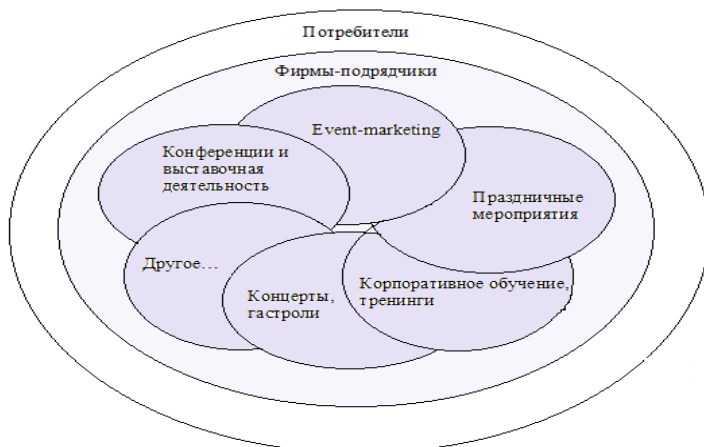 Потребители
Фирмы-подрядчики
Event-marketing
Конференции и
выставочная
деятельность
Праздничные
мероприятия
Другое...
Концерты,
гастроли
Корпоративное обучение,
тренинги